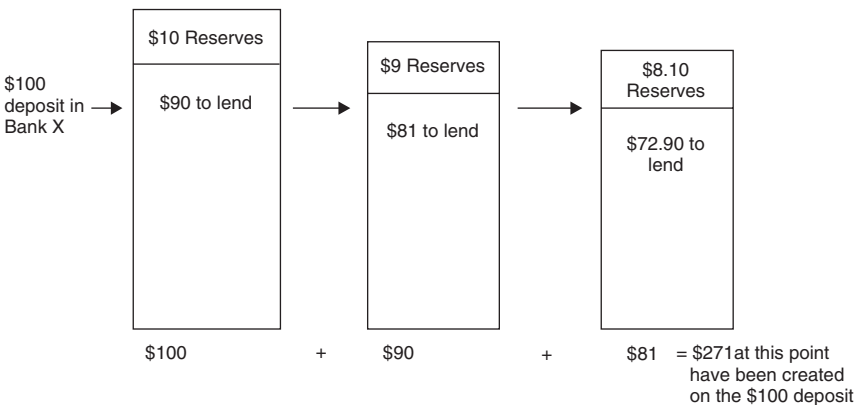 $100
deposit in
Bank X
$10 Reserves
$90 to lend
$9 Reserves
$81 to lend
$8.10
Reserves
$72.90 to
lend
$100 + $90 + $81 = $271at this point
have been created
on the $100 deposit